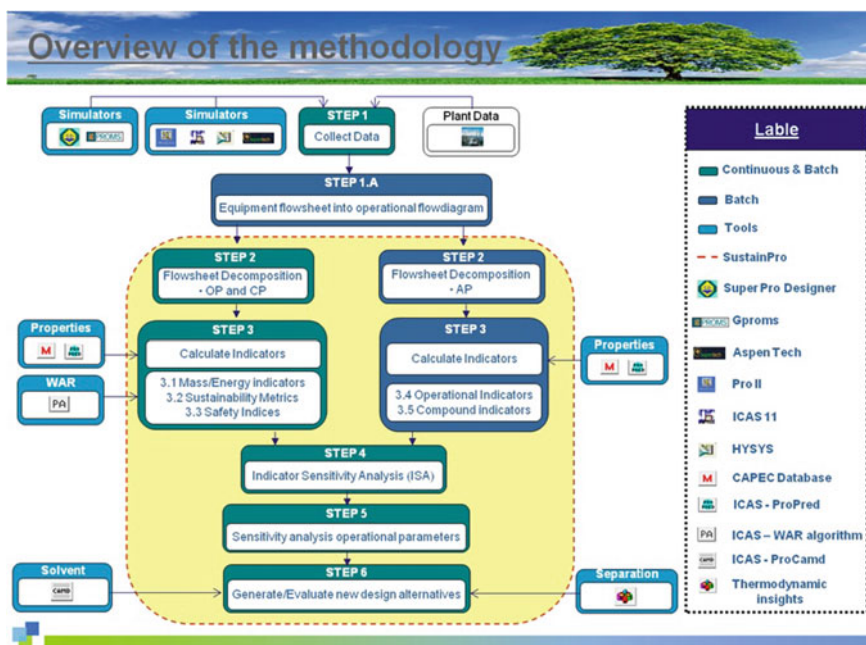 Overview of the methodology
Simulators
PROMS
Simulators
STEP 1
Collect Data
Plant Data
STEP 1.A
Equipment flowsheet into operational flowdiagram
STEP 2
Flowsheet Decomposition
· OP and CP
STEP 2
Flowsheet Decomposition
· AP
Properties
M
STEP 3
Calculate Indicators
3.1 Mass/Energy indicators
3.2 Sustainability Metrics
3.3 Safety Indices
WAR
PA
STEP 3
Calculate Indicators
3.4 Operational Indicators
3.5 Compound indicators
Properties
M
STEP 4
Indicator Sensitivity Analysis (ISA)
STEP 5
Sensitivity analysis operational parameters
STEP 6
Generate/Evaluate new design alternatives
Solvent
CAMD
Separation
Lable
Continuous & Batch
Batch
Tools
SustainPro
Super Pro Designer
PROMS
Gproms
Aspen Tech
Pro II
ICAS 11
HYSYS
M
CAPEC Database
ICAS - ProPred
PA
ICAS – WAR algorithm
CAMD
ICAS - ProCamd
Thermodynamic
insights